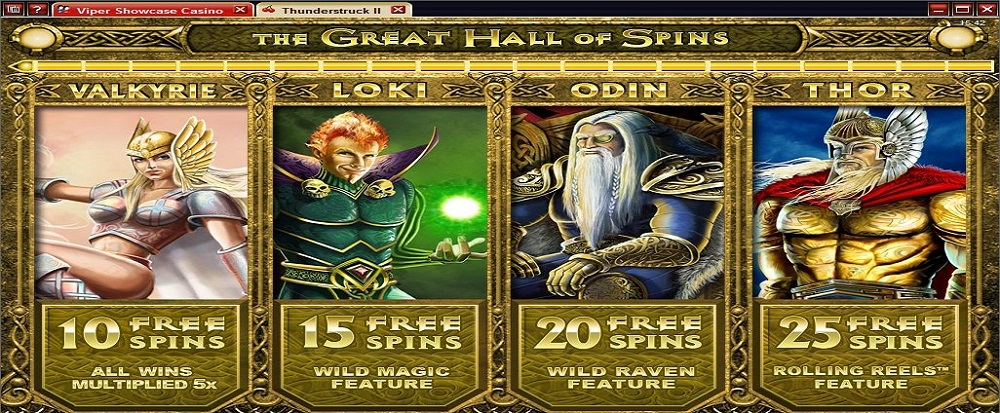 Viper Showcase Casino
Thunderstruck II
15:42
THE GREAT HALL OF SPINS
VALKYRIE
LOKI
ODIN
THOR
10 FREE
SPINS
ALL WINS
MULTIPLIED 5x
15 FREE
SPINS
WILD MAGIC
FEATURE
20 FREE
SPINS
WILD RAVEN
FEATURE
25 FREE
SPINS
ROLLING REELS™
FEATURE